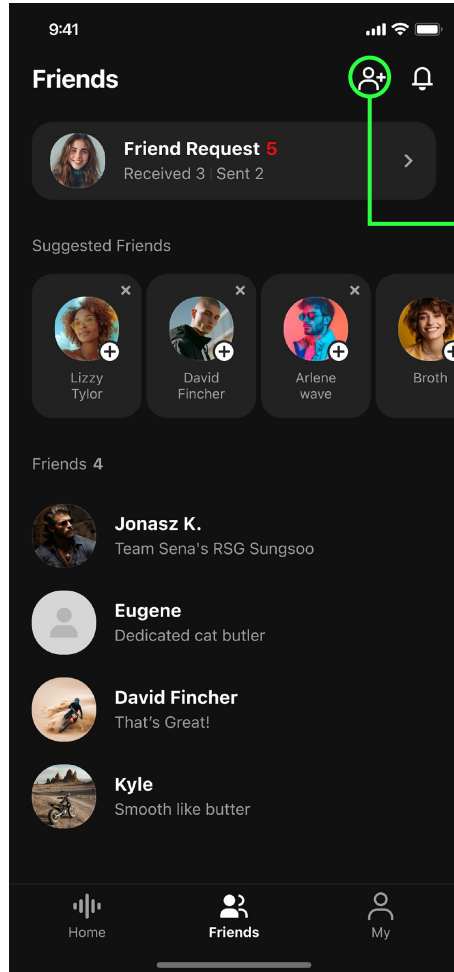 9:41
Friends
Friend Request 5
Received 3 | Sent 2
Suggested Friends
Lizzy
Tylor
David
Fincher
Arlene
wave
Broth
Friends 4
Jonasz K.
Team Sena's RSG Sungsoo
Eugene
Dedicated cat butler
David Fincher
That's Great!
Kyle
Smooth like butter
Home
Friends
My